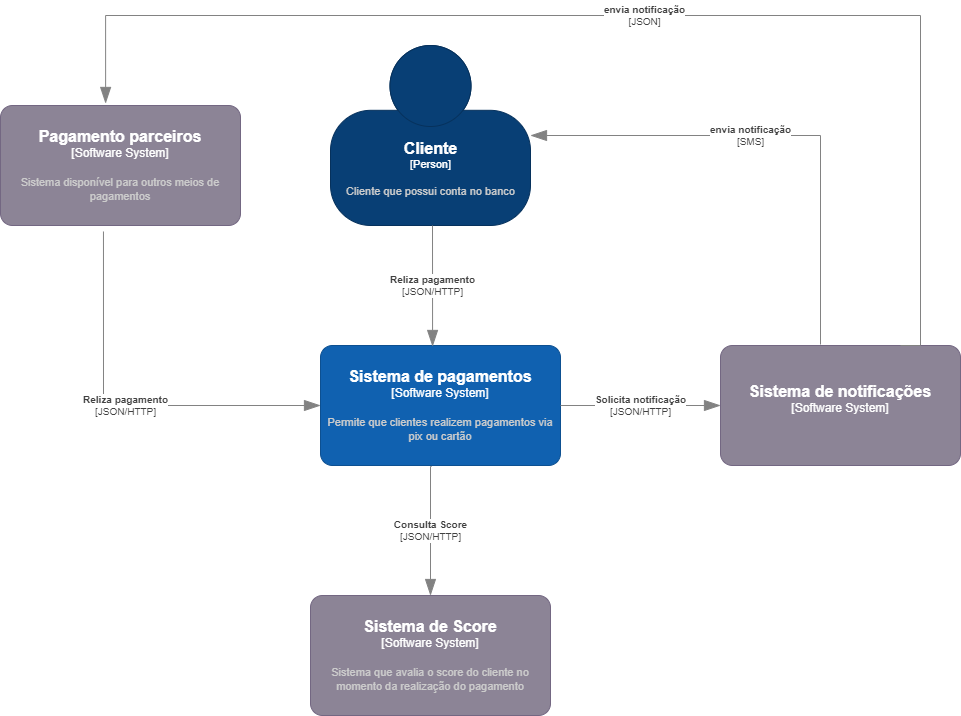 envia notificação
[JSON]
Pagamento parceiros
[Software System]
Sistema disponível para outros meios de
pagamentos
Cliente
[Person]
Cliente que possui conta no banco
envia notificação
[SMS]
Reliza pagamento
[JSON/HTTP]
Reliza pagamento
[JSON/HTTP]
Sistema de pagamentos
[Software System]
Permite que clientes realizem pagamentos via
pix ou cartão
Solicita notificação
[JSON/HTTP]
Sistema de notificações
[Software System]
Consulta Score
[JSON/HTTP]
Sistema de Score
[Software System]
Sistema que avalia o score do cliente no
momento da realização do pagamento